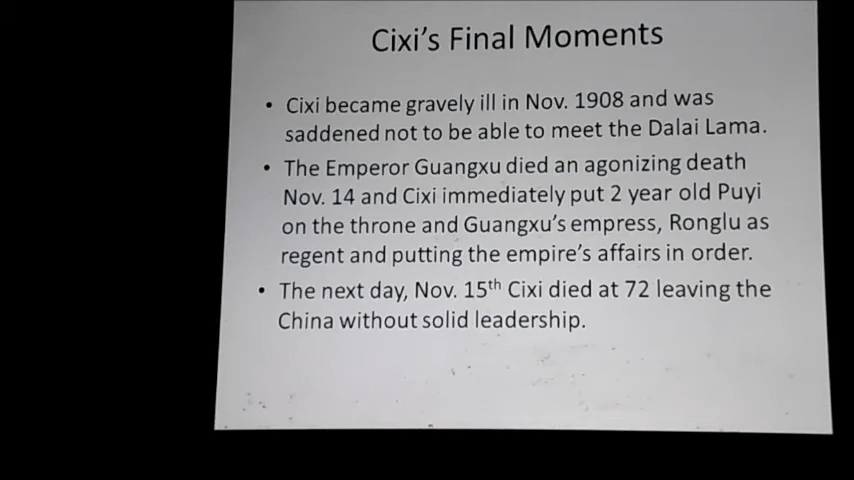 Cixi's Final Moments
• Cixi became gravely ill in Nov. 1908 and was
saddened not to be able to meet the Dalai Lama.
• The Emperor Guangxu died an agonizing death
Nov. 14 and Cixi immediately put 2 year old Puyi
on the throne and Guangxu's empress, Ronglu as
regent and putting the empire's affairs in order.
• The next day, Nov. 15th Cixi died at 72 leaving the
China without solid leadership.